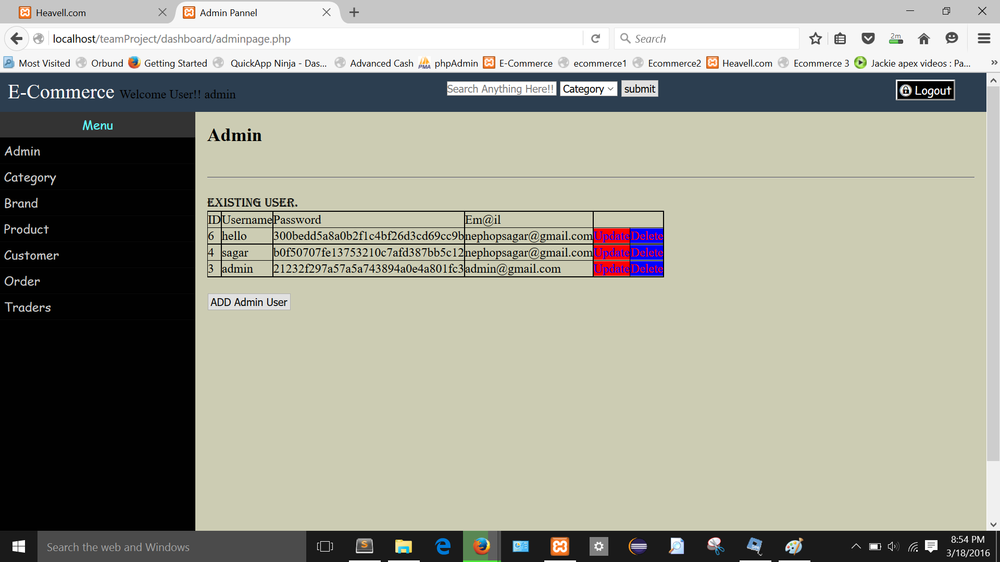 Heavell.com
Admin Pannel
localhost/teamProject/dashboard/adminpage.php
Search
2m
Most Visited Orbund Getting Started QuickApp Ninja - Das... Advanced Cash phpAdmin E-Commerce ecommerce1 Ecommerce2 Heavell.com Ecommerce 3 Jackie apex videos : Pa...
E-Commerce Welcome User!! admin
Search Anything Here!! Category submit
Logout
Menu
Admin
Category
Brand
Product
Customer
Order
Traders
Admin
EXISTING USER.
ID Username Password Em@il
6 hello 300bedd5a8a0b2f1c4bf26d3cd69cc9b nephopsagar@gmail.com Update Delete
4 sagar b0f50707fe13753210c7afd387bb5c12 nephopsagar@gmail.com Update Delete
3 admin 21232f297a57a5a743894a0e4a801fc3 admin@gmail.com Update Delete
ADD Admin User
Search the web and Windows
8:54 PM
3/18/2016